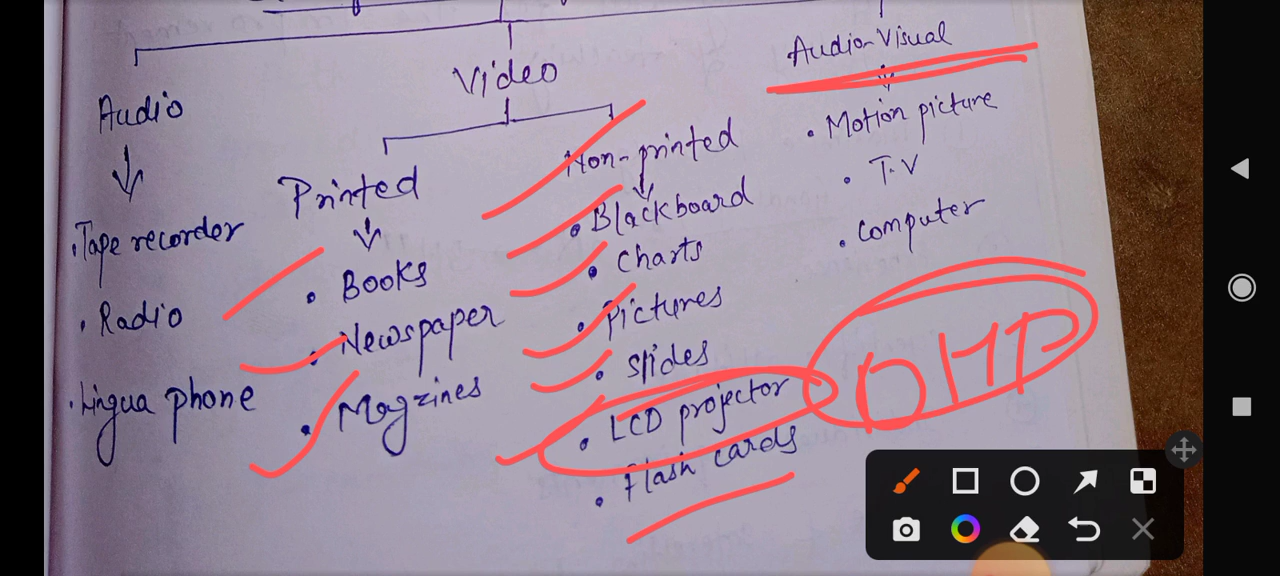 Audio
Tape recorder
Radio
Lingua phone
Video
Printed
Books
Newspaper
Magzines
Non-printed
Blackboard
Charts
Pictures
Slides
LCD projector
Flash cards
Audio-Visual
Motion picture
T.V
Computer
OHP